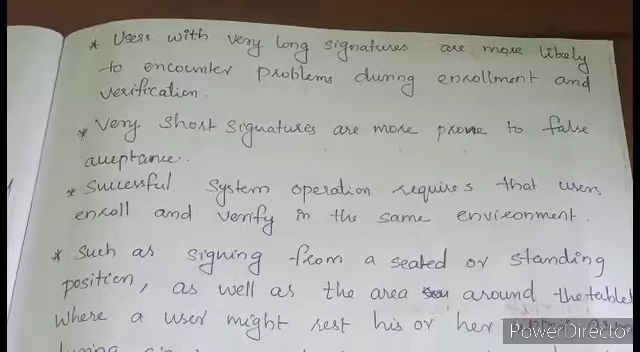 * Users with very long signatures are more likely
to encounter problems during enrollment and
verification.
* Very short signatures are more prone to false
acceptance.
* Successful system operation requires that users
enroll and verify in the same environment.
* Such as signing from a seated or standing
position, as well as the area around the table
where a user might rest his or her
PowerDirecto